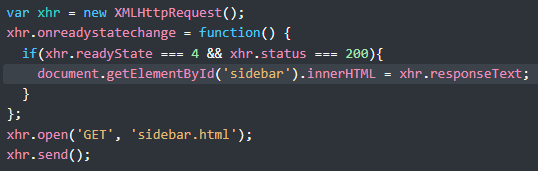 var xhr = new XMLHttpRequest();
xhr.onreadystatechange = function() {
  if(xhr.readyState === 4 && xhr.status === 200){
    document.getElementById('sidebar').innerHTML = xhr.responseText;
  }
};
xhr.open('GET', 'sidebar.html');
xhr.send();